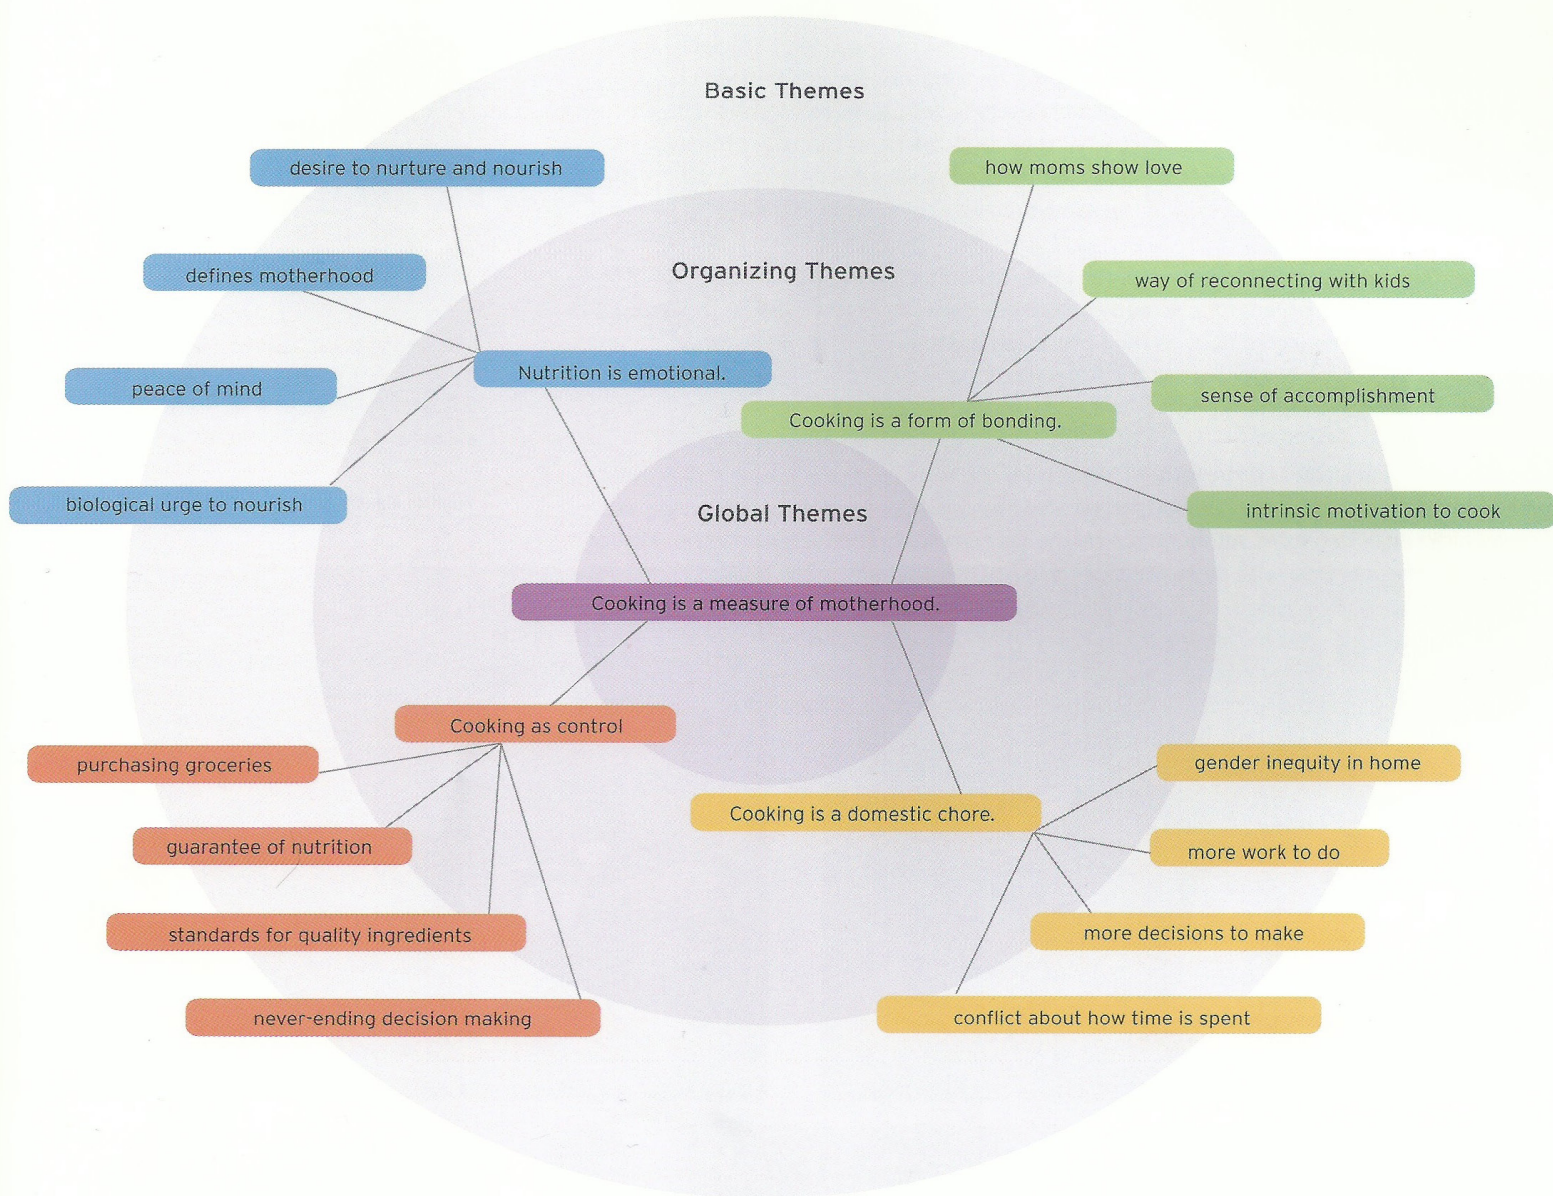 Basic Themes
desire to nurture and nourish
how moms show love
defines motherhood
Organizing Themes
way of reconnecting with kids
peace of mind
Nutrition is emotional.
sense of accomplishment
Cooking is a form of bonding.
biological urge to nourish
Global Themes
intrinsic motivation to cook
Cooking is a measure of motherhood.
Cooking as control
purchasing groceries
gender inequity in home
Cooking is a domestic chore.
guarantee of nutrition
more work to do
standards for quality ingredients
more decisions to make
never-ending decision making
conflict about how time is spent